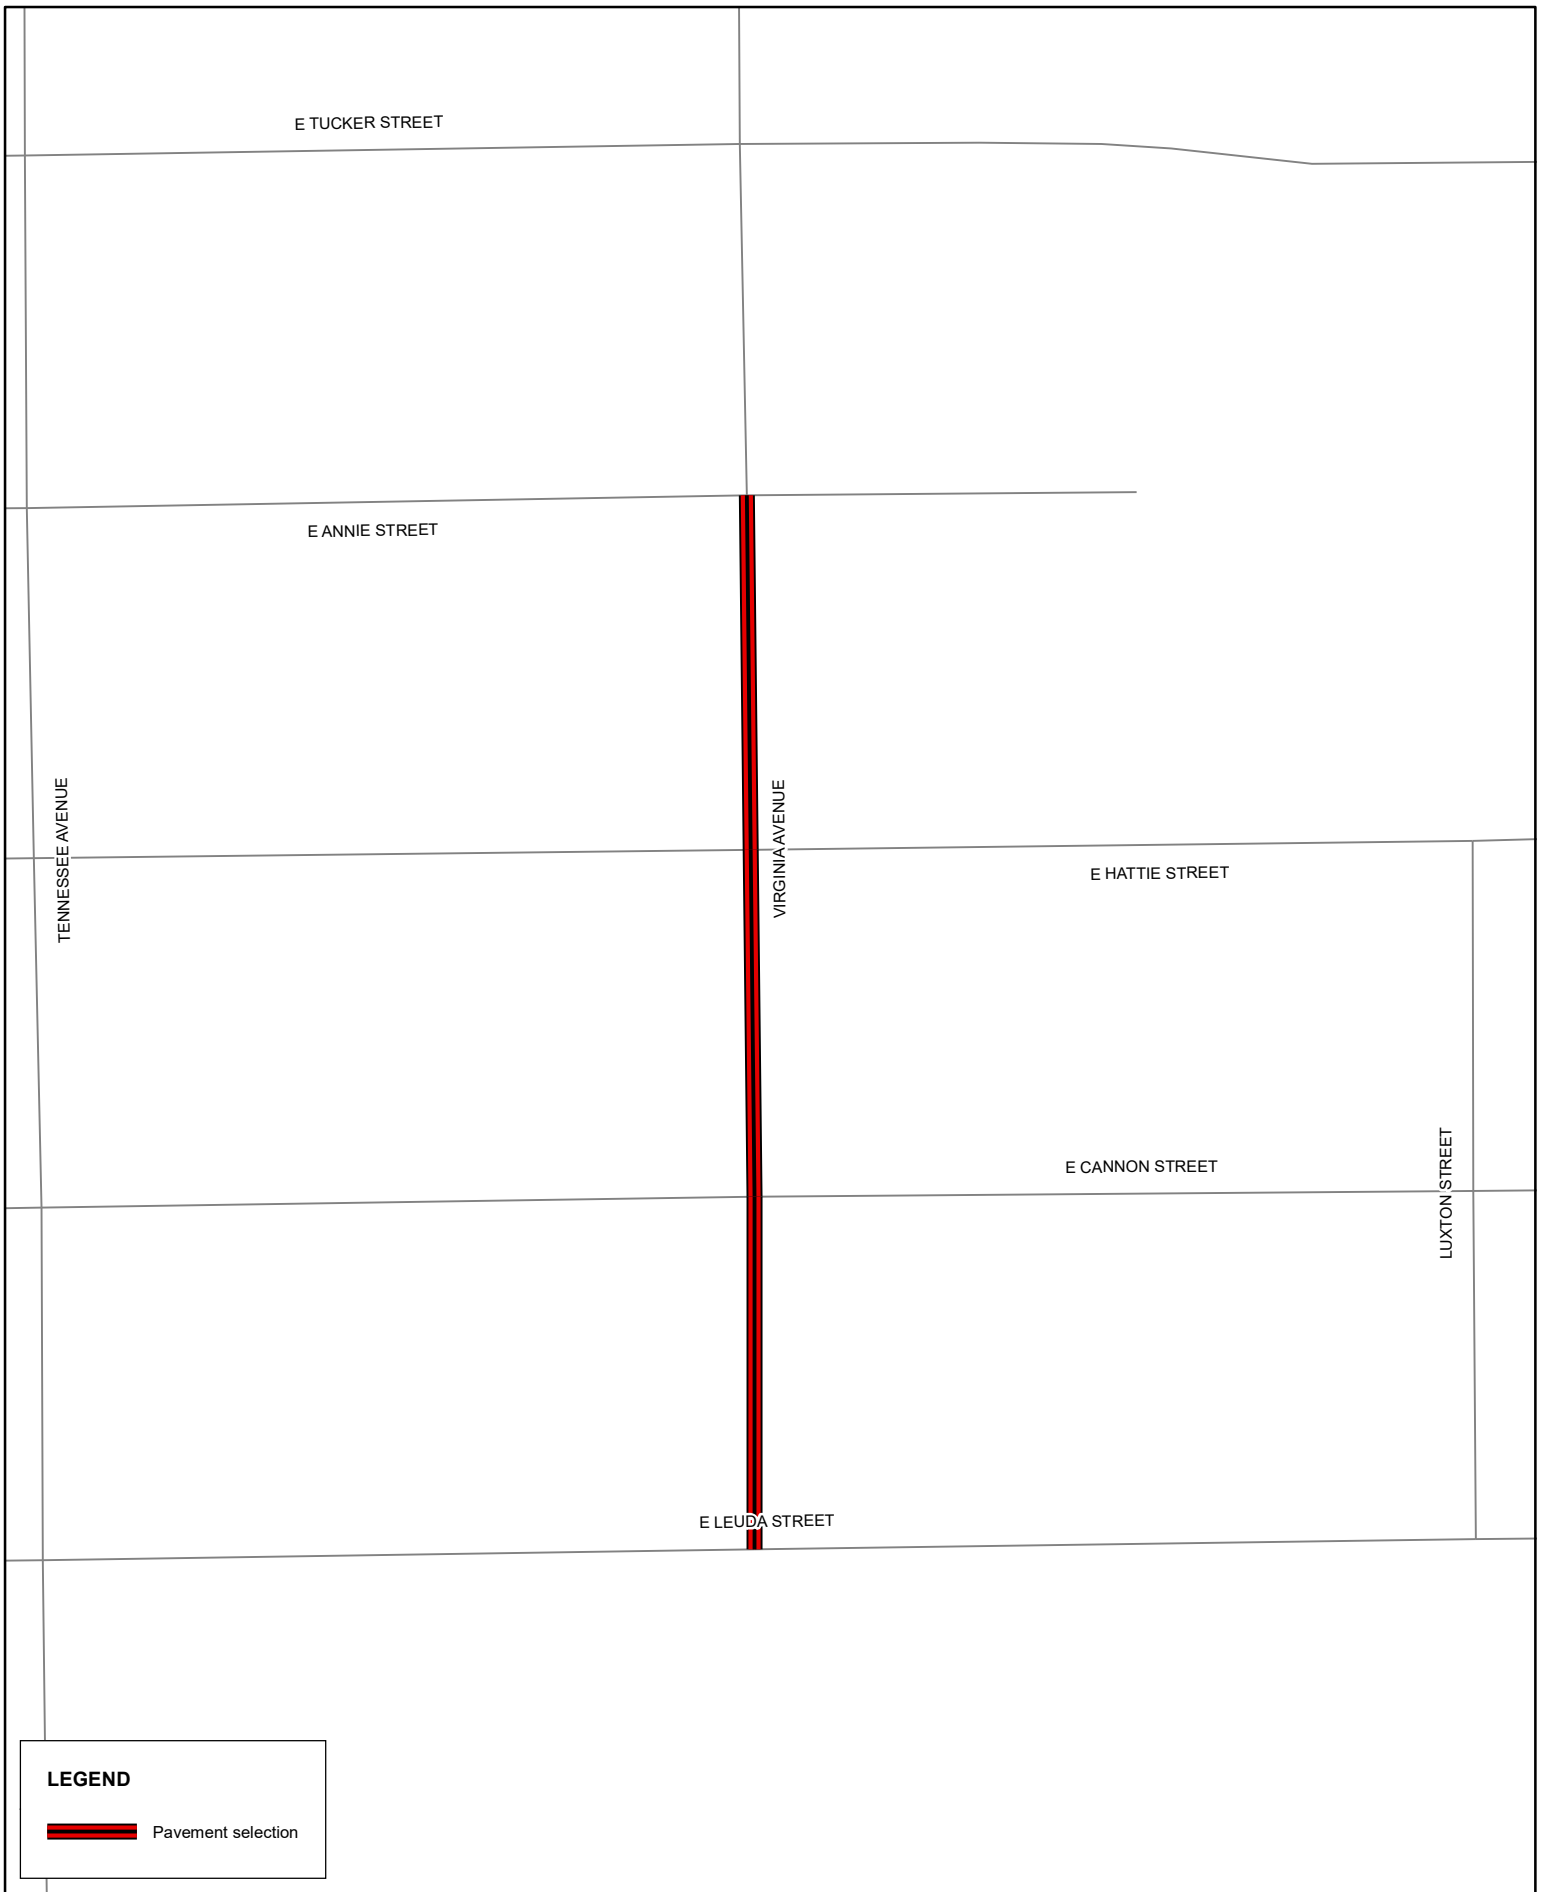 E TUCKER STREET
E ANNIE STREET
TENNESSEE AVENUE
VIRGINIA AVENUE
E HATTIE STREET
E CANNON STREET
LUXTON STREET
E LEUDA STREET
LEGEND
Pavement selection